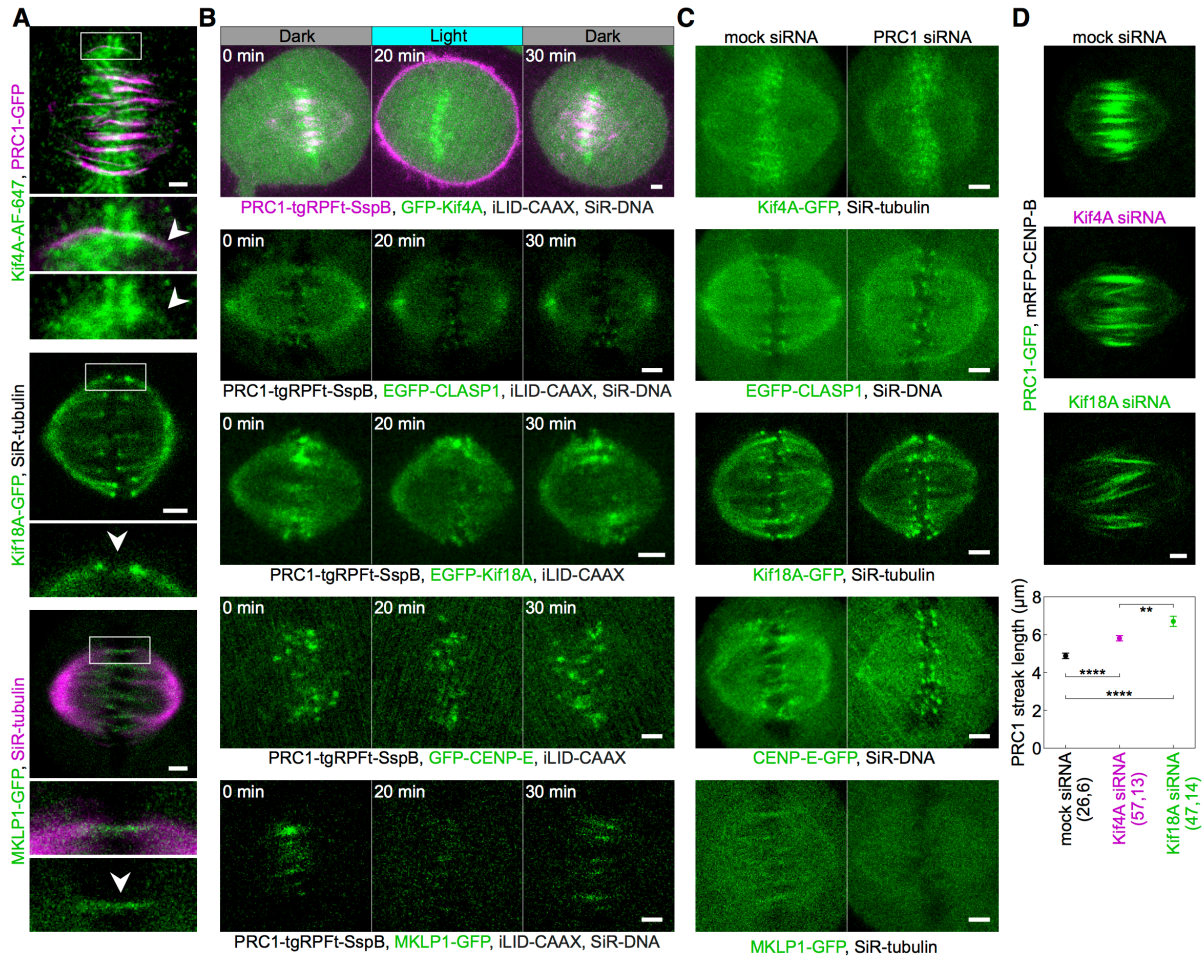 A
Kif4A-AF-647, PRC1-GFP
Kif18A-GFP, SiR-tubulin
MKLP1-GFP, SiR-tubulin
B
Dark Light Dark
0 min 20 min 30 min
PRC1-tgRPFt-SspB, GFP-Kif4A, iLID-CAAX, SiR-DNA
0 min 20 min 30 min
PRC1-tgRPFt-SspB, EGFP-CLASP1, iLID-CAAX, SiR-DNA
0 min 20 min 30 min
PRC1-tgRPFt-SspB, EGFP-Kif18A, iLID-CAAX
0 min 20 min 30 min
PRC1-tgRPFt-SspB, GFP-CENP-E, iLID-CAAX
0 min 20 min 30 min
PRC1-tgRPFt-SspB, MKLP1-GFP, iLID-CAAX, SiR-DNA
C
mock siRNA PRC1 siRNA
Kif4A-GFP, SiR-tubulin
EGFP-CLASP1, SiR-DNA
Kif18A-GFP, SiR-tubulin
CENP-E-GFP, SiR-DNA
MKLP1-GFP, SiR-tubulin
D
mock siRNA
Kif4A siRNA
Kif18A siRNA
PRC1-GFP, mRFP-CENP-B
PRC1 streak length (µm)
8
6
4
2
0
**
****
****
mock siRNA
(26,6)
Kif4A siRNA
(57,13)
Kif18A siRNA
(47,14)